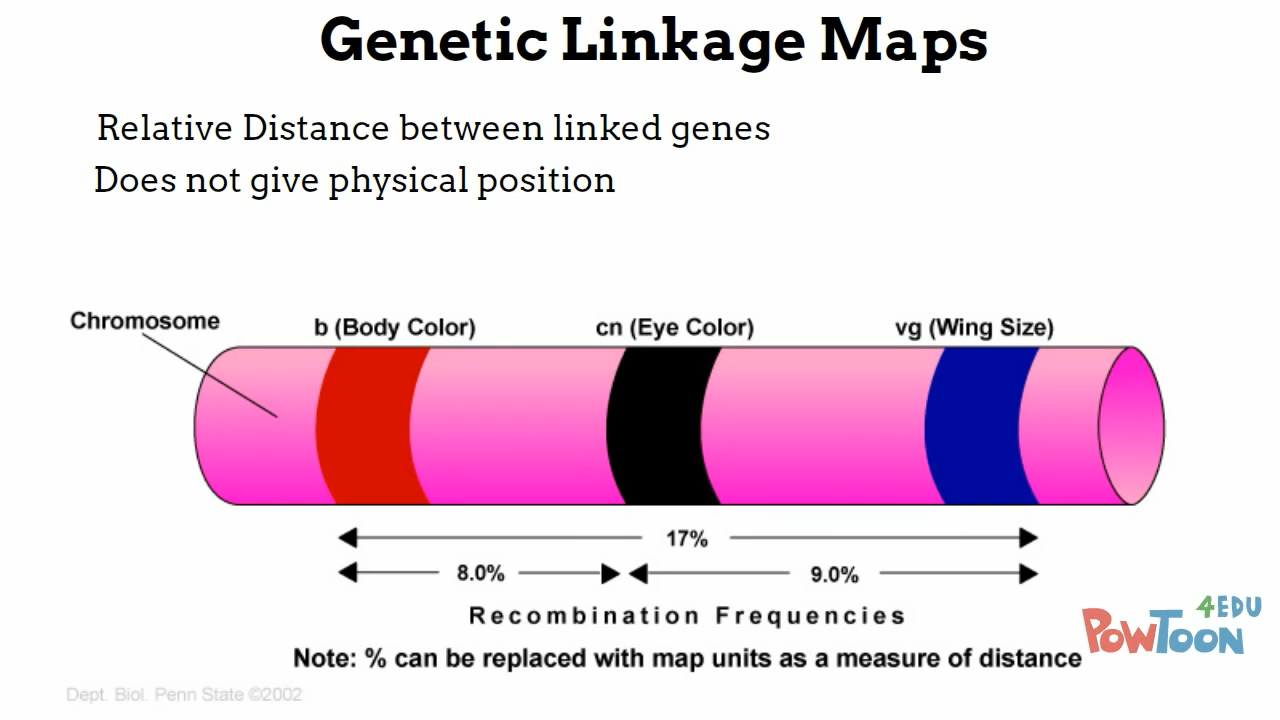 Genetic Linkage Maps
Relative Distance between linked genes
Does not give physical position
Chromosome
b (Body Color)
cn (Eye Color)
vg (Wing Size)
17%
8.0%
9.0%
Recombination Frequencies
Note: % can be replaced with map units as a measure of distance
4EDU
PowToon
Dept. Biol. Penn State ©2002